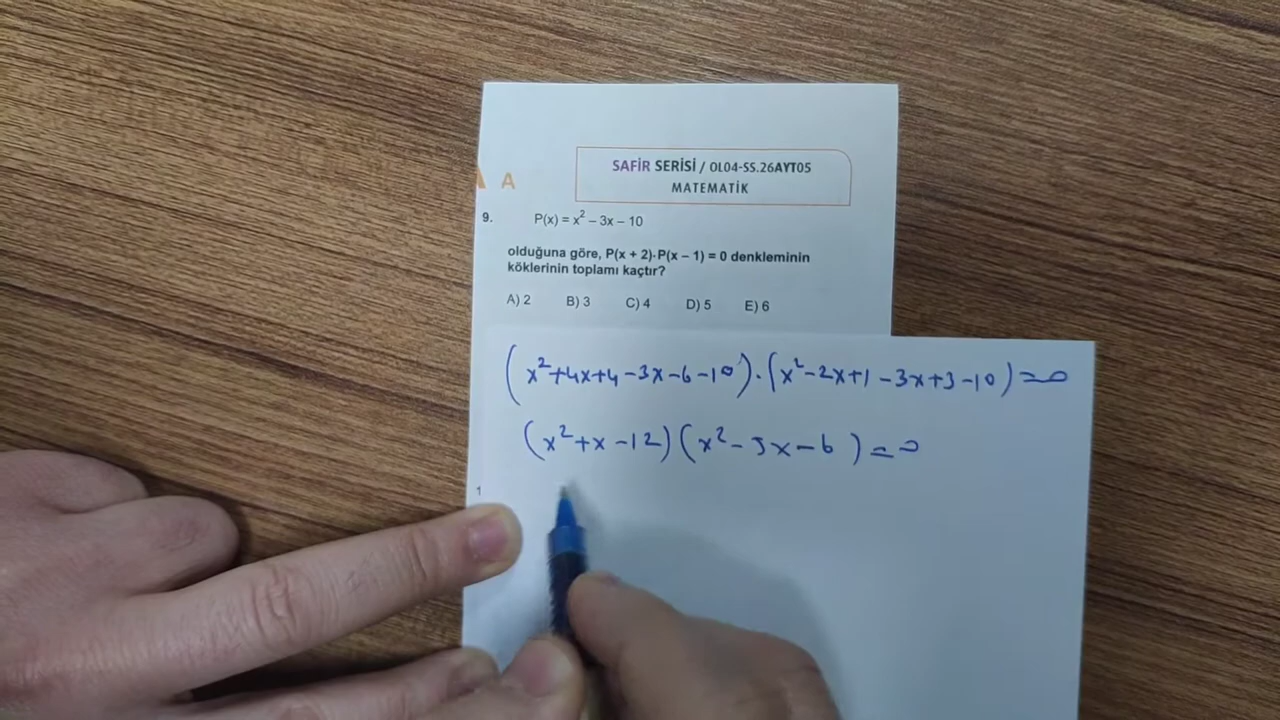 A
SAFİR SERİSİ / OL04-SS.26AYT05
MATEMATİK
9. P(x) = x² – 3x – 10
olduğuna göre, P(x + 2)·P(x – 1) = 0 denkleminin
köklerinin toplamı kaçtır?
A) 2 B) 3 C) 4 D) 5 E) 6
(x²+4x+4-3x-6-10).(x²-2x+1-3x+3-10)=0
(x²+x-12)(x²-5x-6)=0
1